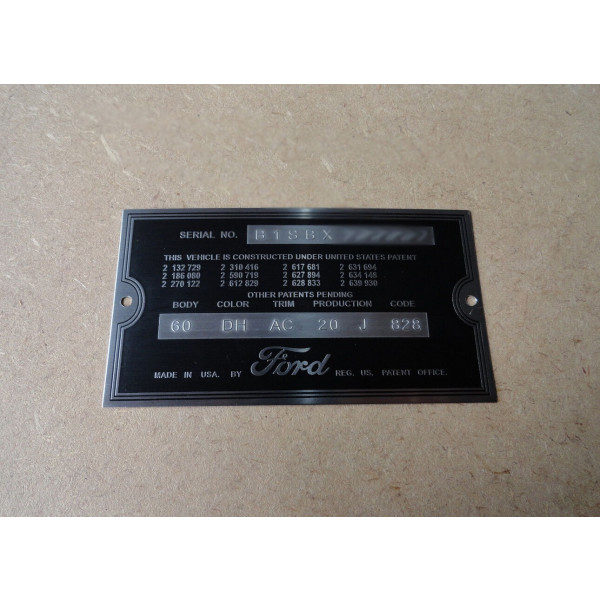 SERIAL NO. B1SBX
THIS VEHICLE IS CONSTRUCTED UNDER UNITED STATES PATENT
2 132 729 2 310 416 2 617 681 2 631 694
2 186 080 2 590 719 2 627 894 2 634 146
2 270 122 2 612 829 2 628 833 2 639 930
OTHER PATENTS PENDING
BODY COLOR TRIM PRODUCTION CODE
60 DH AC 20 J 828
MADE IN USA. BY Ford REG. US. PATENT OFFICE.